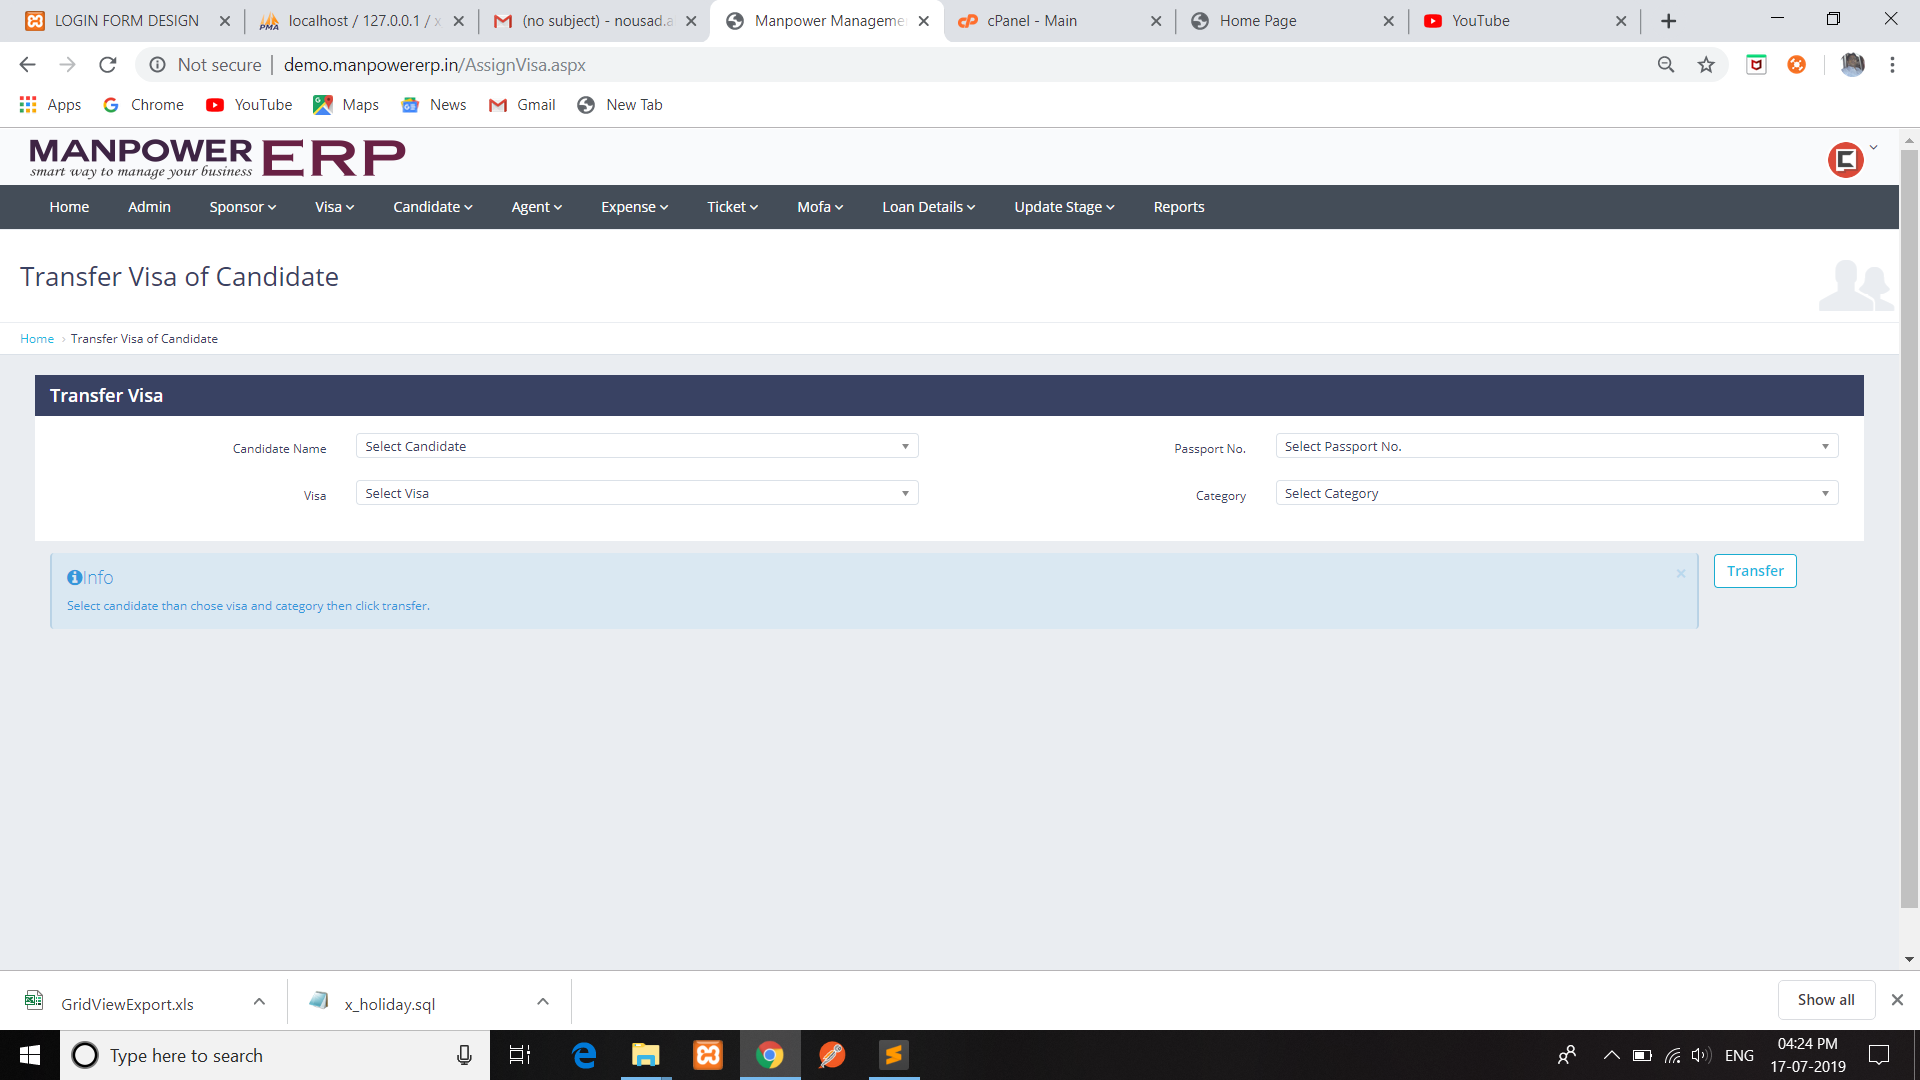 LOGIN FORM DESIGN
localhost / 127.0.0.1 / x
(no subject) - nousad.a
Manpower Manageme
cPanel - Main
Home Page
YouTube
Not secure | demo.manpowererp.in/AssignVisa.aspx
Apps
Chrome
YouTube
Maps
News
Gmail
New Tab
MANPOWER ERP
smart way to manage your business
Home
Admin
Sponsor
Visa
Candidate
Agent
Expense
Ticket
Mofa
Loan Details
Update Stage
Reports
Transfer Visa of Candidate
Home › Transfer Visa of Candidate
Transfer Visa
Candidate Name
Select Candidate
Passport No.
Select Passport No.
Visa
Select Visa
Category
Select Category
Info
Select candidate than chose visa and category then click transfer.
Transfer
GridViewExport.xls
x_holiday.sql
Show all
Type here to search
ENG
04:24 PM
17-07-2019